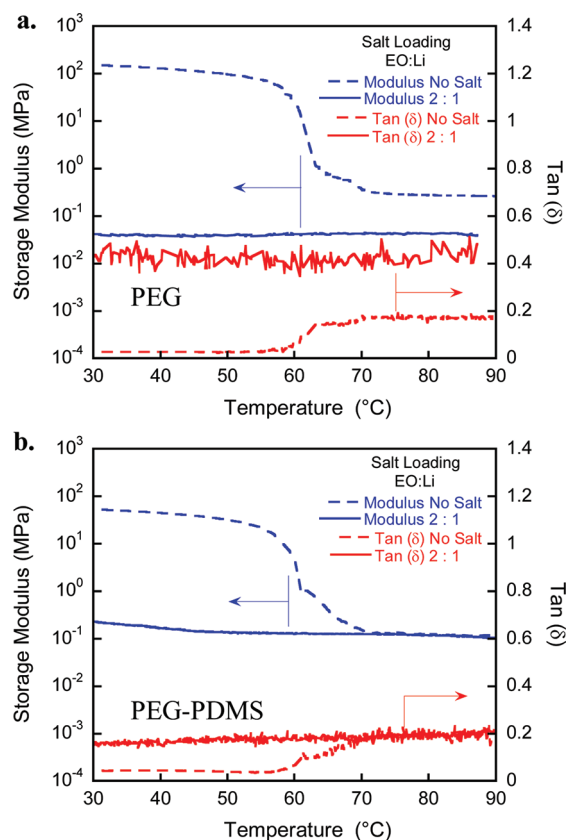 a.
Storage Modulus (MPa)
10³
10²
10¹
10⁰
10⁻¹
10⁻²
10⁻³
10⁻⁴
Salt Loading
EO:Li
Modulus No Salt
Modulus 2 : 1
Tan (δ) No Salt
Tan (δ) 2 : 1
PEG
1.4
1.2
1
0.8
0.6
0.4
0.2
0
Tan (δ)
30 40 50 60 70 80 90
Temperature (°C)
b.
Storage Modulus (MPa)
10³
10²
10¹
10⁰
10⁻¹
10⁻²
10⁻³
10⁻⁴
Salt Loading
EO:Li
Modulus No Salt
Modulus 2 : 1
Tan (δ) No Salt
Tan (δ) 2 : 1
PEG-PDMS
1.4
1.2
1
0.8
0.6
0.4
0.2
0
Tan (δ)
30 40 50 60 70 80 90
Temperature (°C)